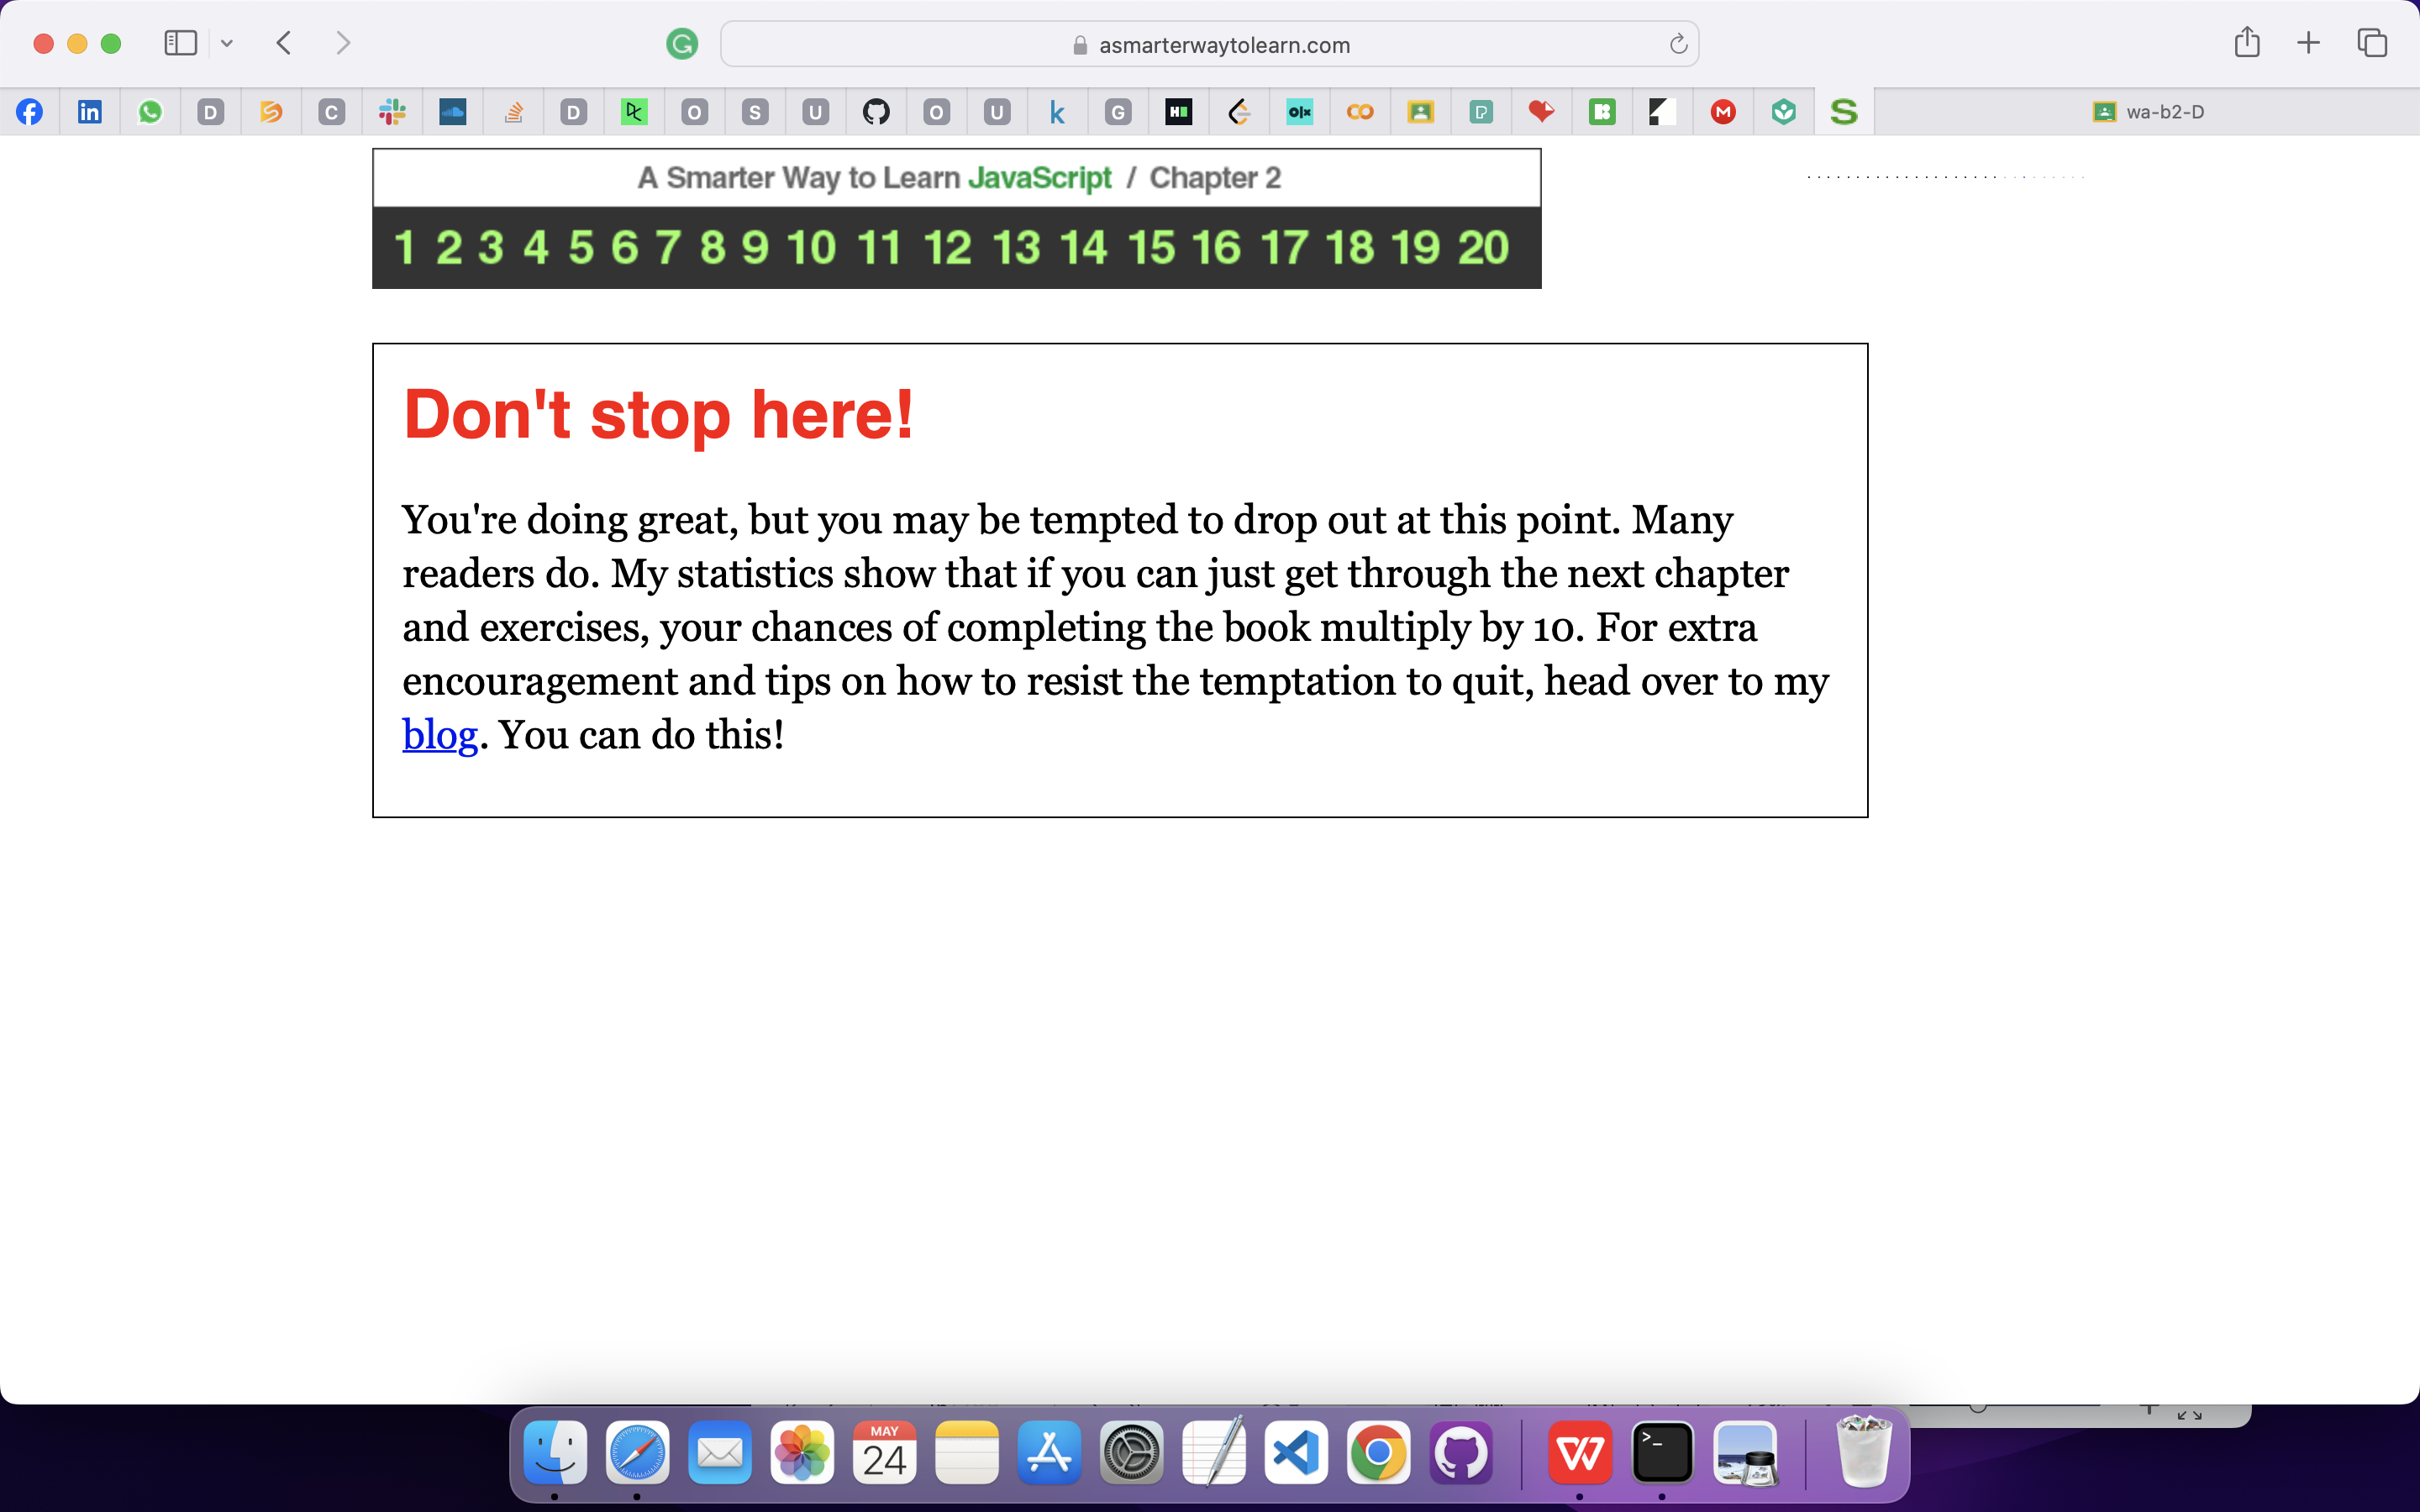 asmarterwaytolearn.com
D C D O S U O U k G H olx P M S wa-b2-D
A Smarter Way to Learn JavaScript / Chapter 2
1 2 3 4 5 6 7 8 9 10 11 12 13 14 15 16 17 18 19 20
Don't stop here!
You're doing great, but you may be tempted to drop out at this point. Many
readers do. My statistics show that if you can just get through the next chapter
and exercises, your chances of completing the book multiply by 10. For extra
encouragement and tips on how to resist the temptation to quit, head over to my
blog. You can do this!
MAY
24